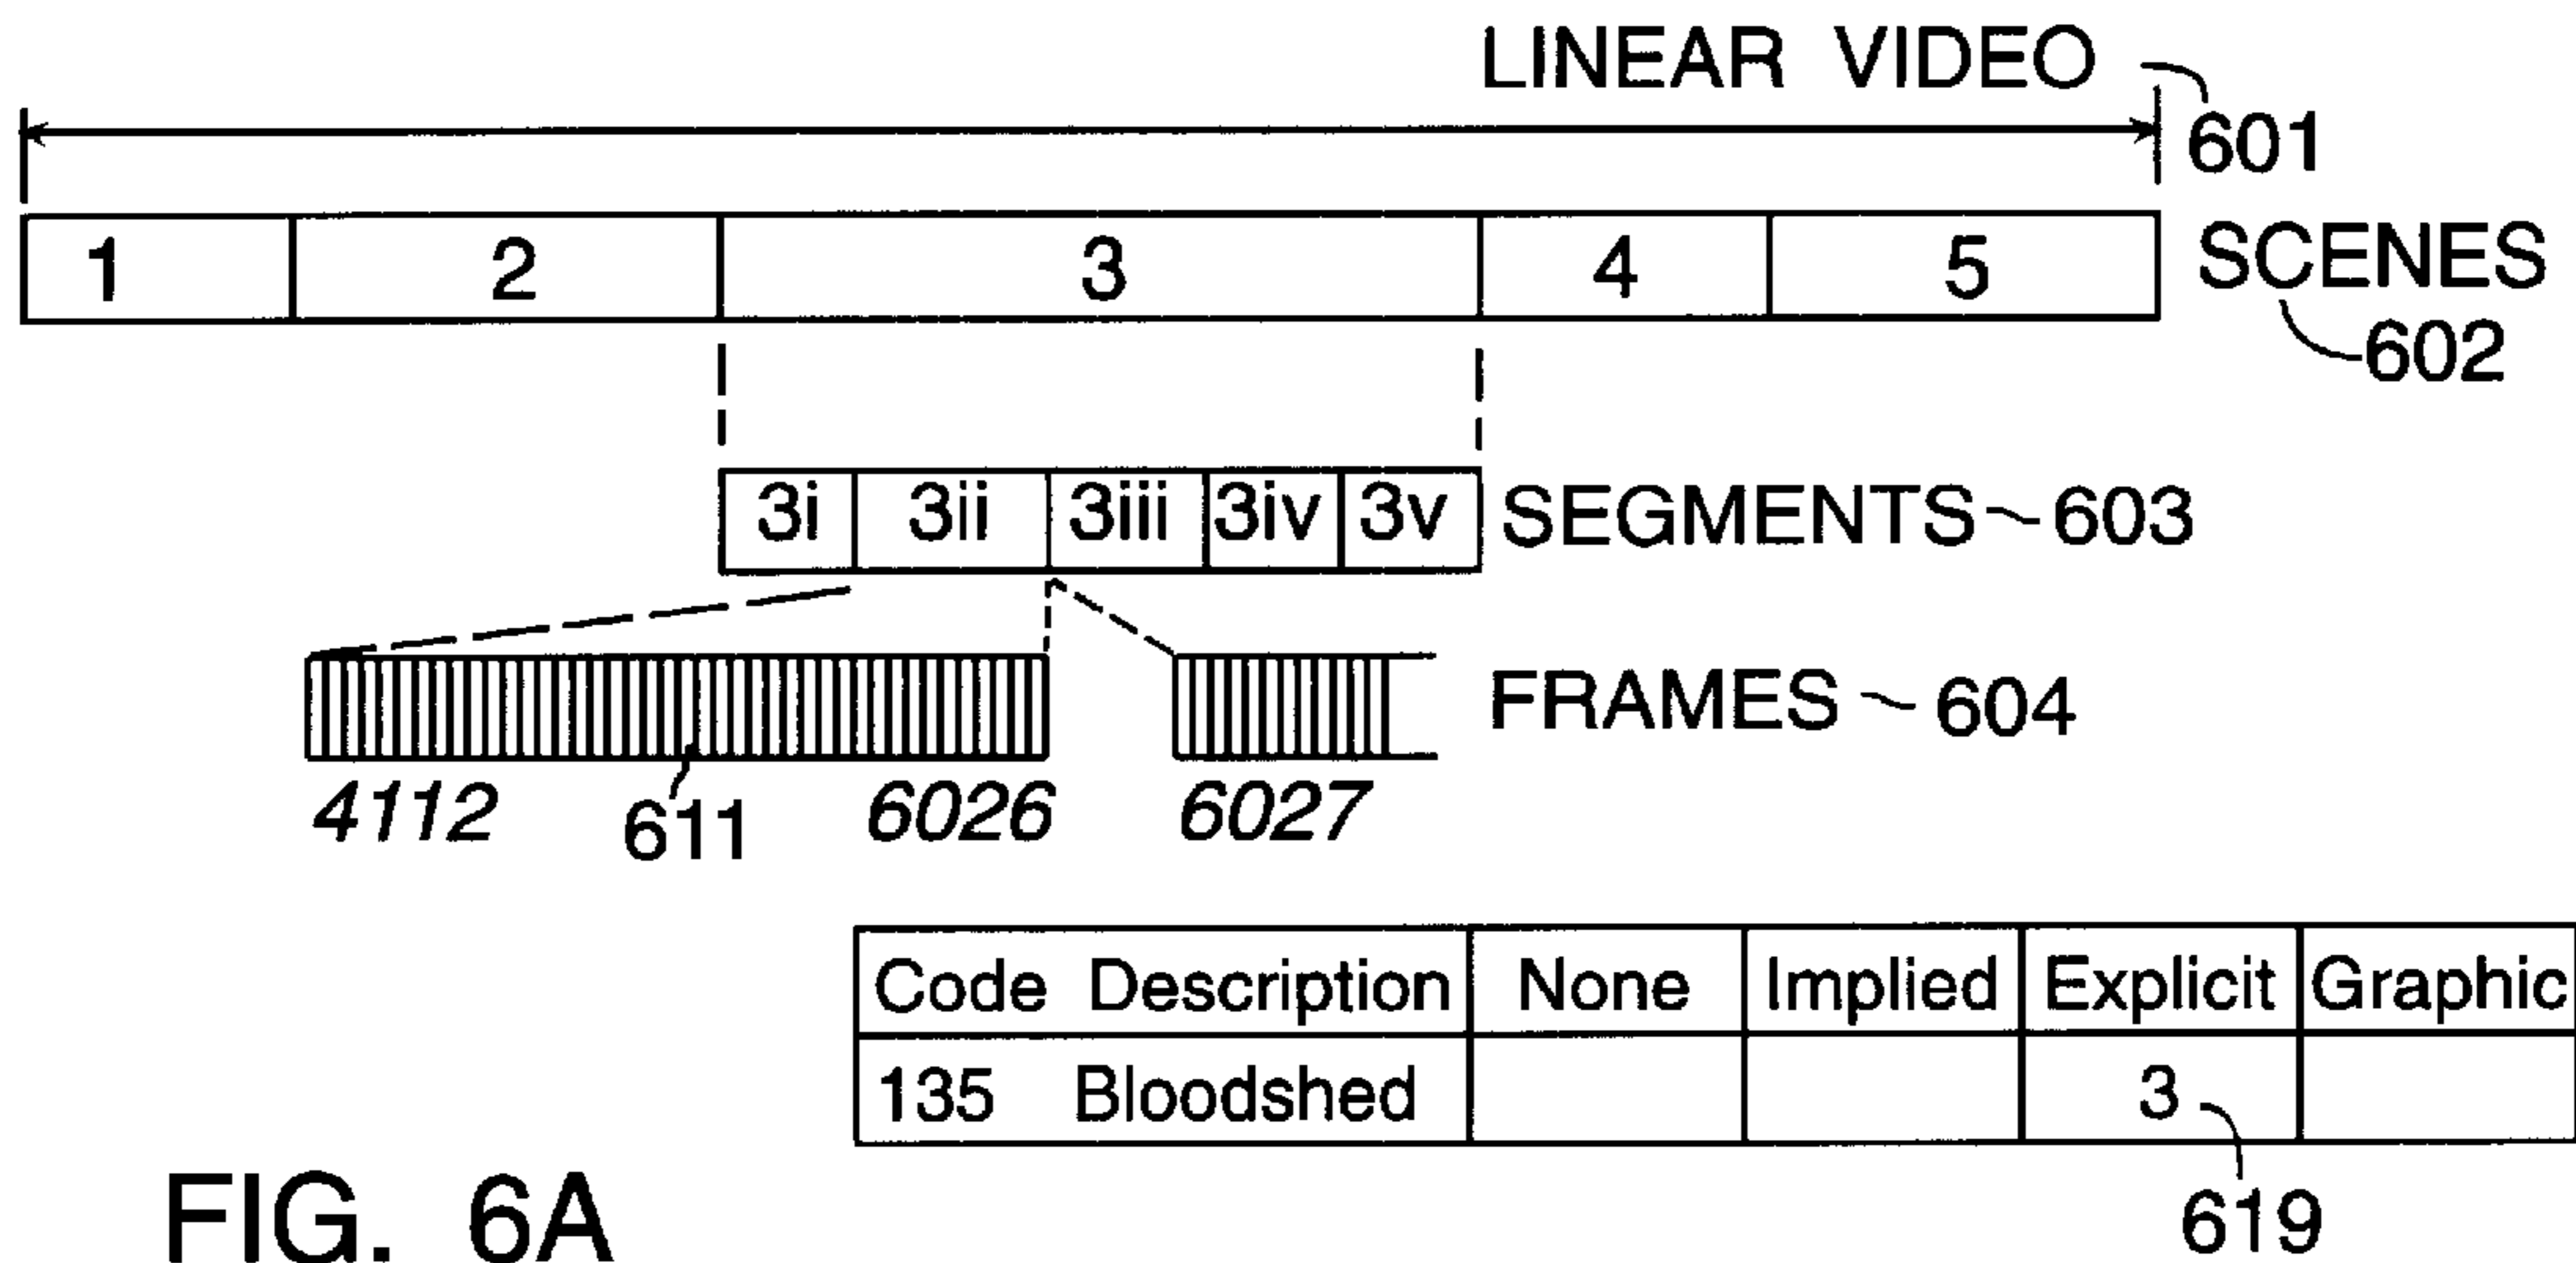 LINEAR VIDEO
601
1 2 3 4 5 SCENES
602
3i 3ii 3iii 3iv 3v SEGMENTS 603
FRAMES 604
4112 611 6026 6027
Code Description None Implied Explicit Graphic
135 Bloodshed 3
619
FIG. 6A